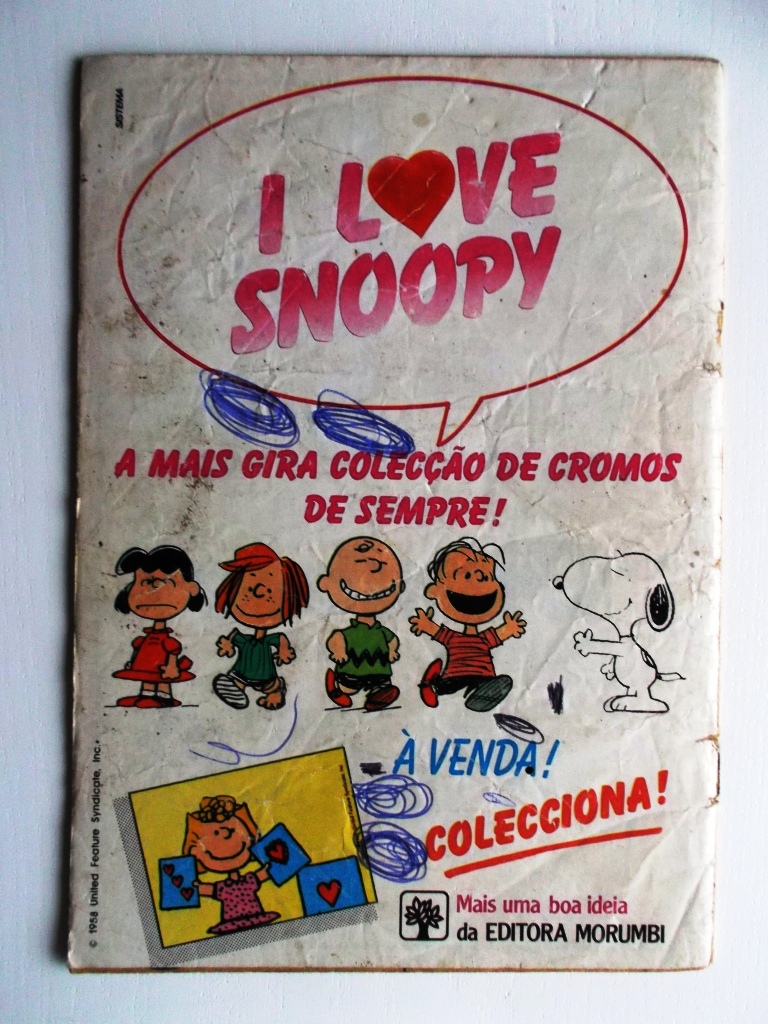 SISTEMA
I LOVE
SNOOPY
A MAIS GIRA COLECÇÃO DE CROMOS
DE SEMPRE!
À VENDA!
COLECCIONA!
© 1958 United Feature Syndicate, Inc.
Mais uma boa ideia
da EDITORA MORUMBI